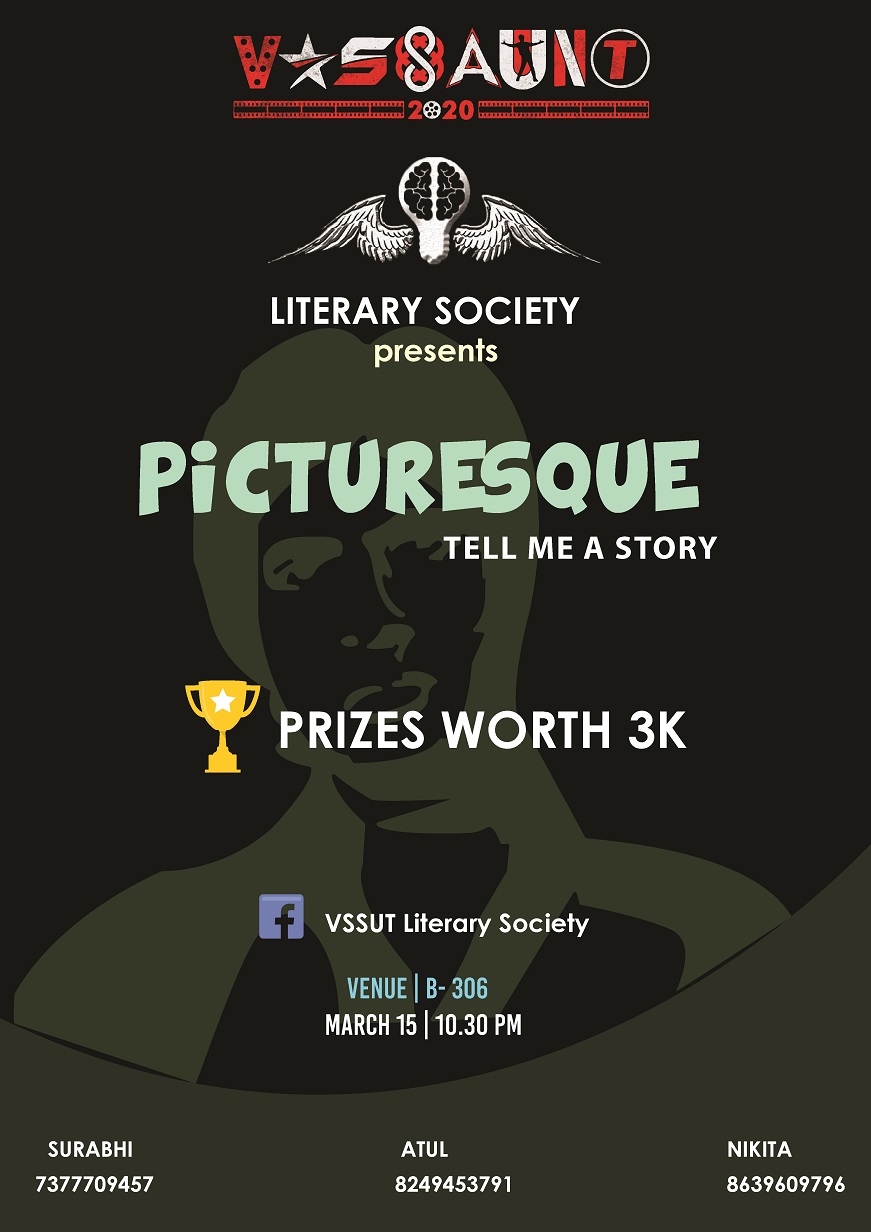 VASSAUNT
2020
LITERARY SOCIETY
presents
PiCTURESQUE
TELL ME A STORY
PRIZES WORTH 3K
VSSUT Literary Society
VENUE | B- 306
MARCH 15 | 10.30 PM
SURABHI
ATUL
NIKITA
7377709457
8249453791
8639609796